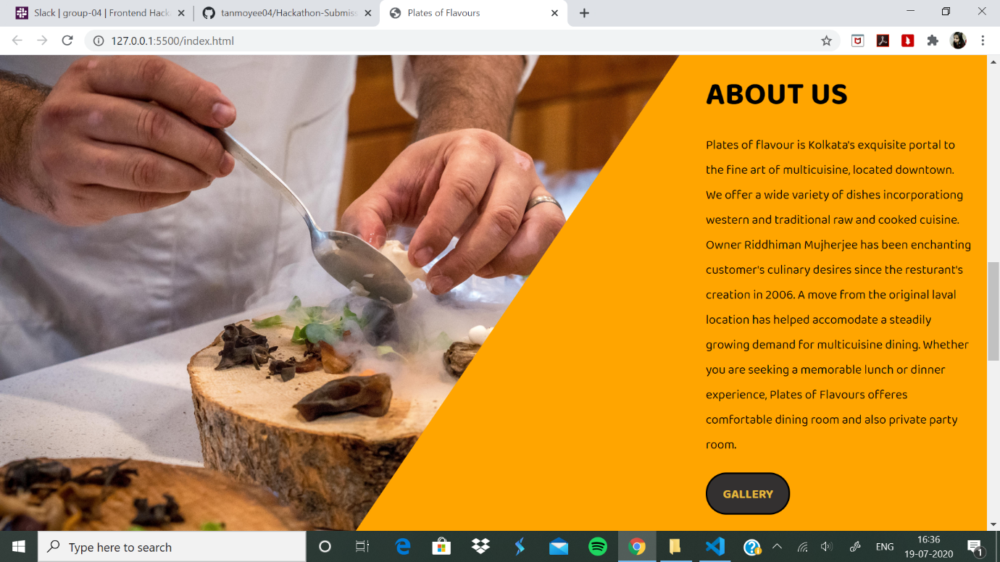 Slack | group-04 | Frontend Hack
tanmoyee04/Hackathon-Submiss
Plates of Flavours
127.0.0.1:5500/index.html
ABOUT US
Plates of flavour is Kolkata's exquisite portal to
the fine art of multicuisine, located downtown.
We offer a wide variety of dishes incorporationg
western and traditional raw and cooked cuisine.
Owner Riddhiman Mujherjee has been enchanting
customer's culinary desires since the resturant's
creation in 2006. A move from the original laval
location has helped accomodate a steadily
growing demand for multicuisine dining. Whether
you are seeking a memorable lunch or dinner
experience, Plates of Flavours offeres
comfortable dining room and also private party
room.
GALLERY
Type here to search
ENG
16:36
19-07-2020
1